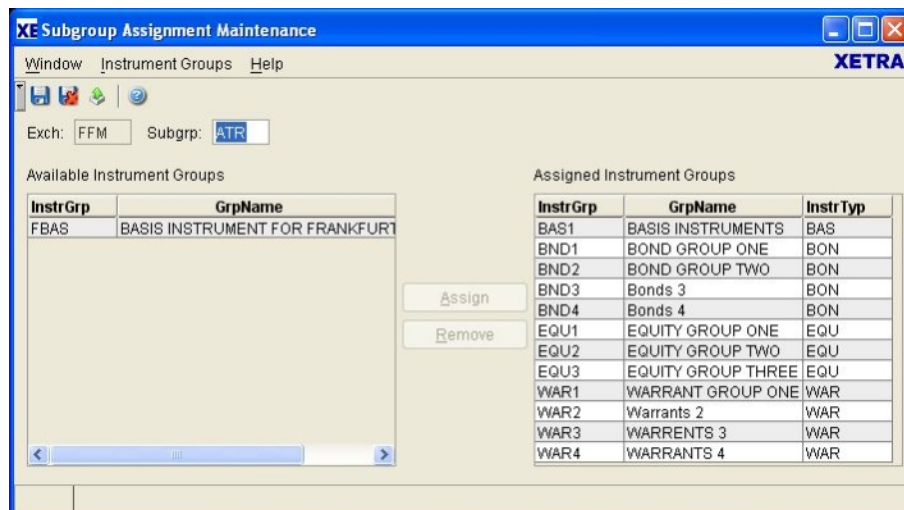 XE Subgroup Assignment Maintenance
Window Instrument Groups Help XETRA
Exch: FFM Subgrp: ATR
Available Instrument Groups
InstrGrp GrpName
FBAS BASIS INSTRUMENT FOR FRANKFURT
Assign
Remove
Assigned Instrument Groups
InstrGrp GrpName InstrTyp
BAS1 BASIS INSTRUMENTS BAS
BND1 BOND GROUP ONE BON
BND2 BOND GROUP TWO BON
BND3 Bonds 3 BON
BND4 Bonds 4 BON
EQU1 EQUITY GROUP ONE EQU
EQU2 EQUITY GROUP TWO EQU
EQU3 EQUITY GROUP THREE EQU
WAR1 WARRANT GROUP ONE WAR
WAR2 Warrants 2 WAR
WAR3 WARRENTS 3 WAR
WAR4 WARRANTS 4 WAR